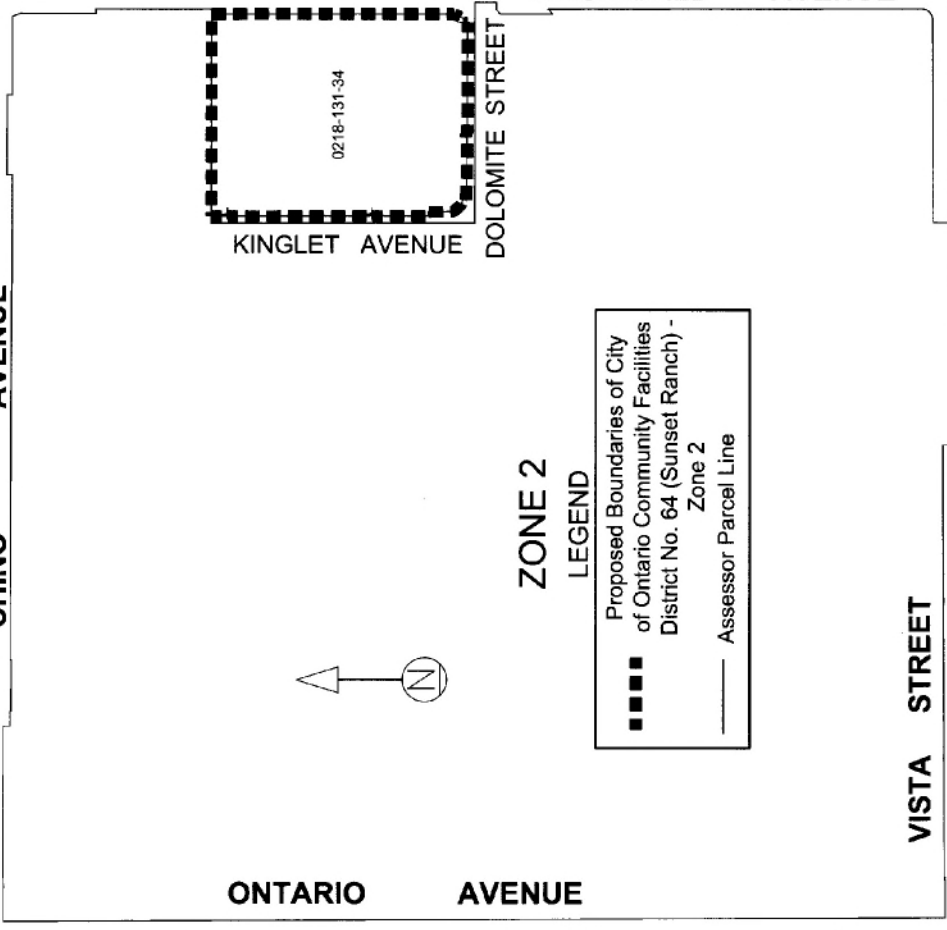 AVENUE
0218-131-34
DOLOMITE STREET
KINGLET AVENUE
ZONE 2
LEGEND
Proposed Boundaries of City
of Ontario Community Facilities
District No. 64 (Sunset Ranch) -
Zone 2
Assessor Parcel Line
N
ONTARIO AVENUE
VISTA STREET